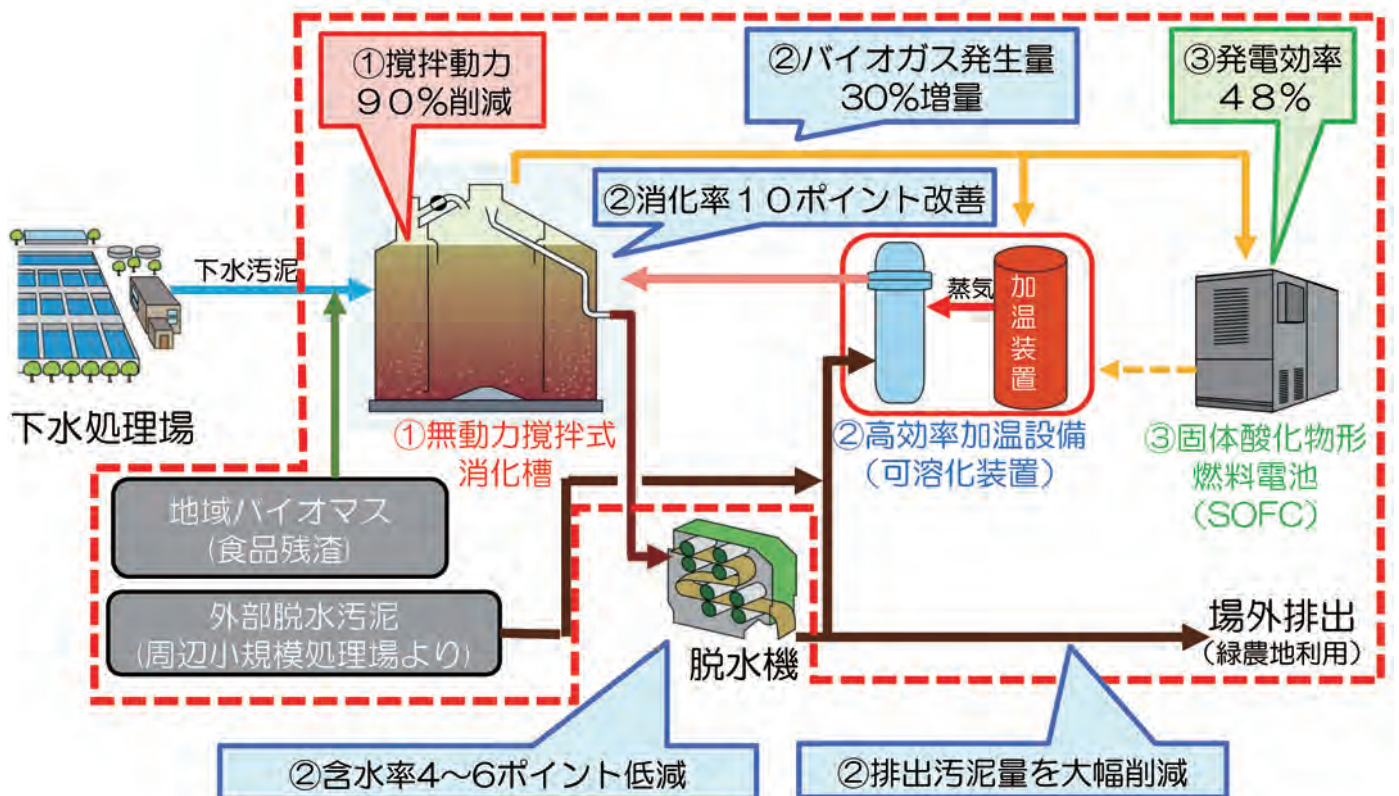 ①撹拌動力
９０%削減
②バイオガス発生量
30%増量
③発電効率
４８%
②消化率１０ポイント改善
下水汚泥
蒸気
加温装置
下水処理場
①無動力撹拌式
消化槽
②高効率加温設備
（可溶化装置）
③固体酸化物形
燃料電池
（SOFC）
地域バイオマス
(食品残渣)
外部脱水汚泥
(周辺小規模処理場より)
脱水機
場外排出
（緑農地利用）
②含水率4～6ポイント低減
②排出汚泥量を大幅削減